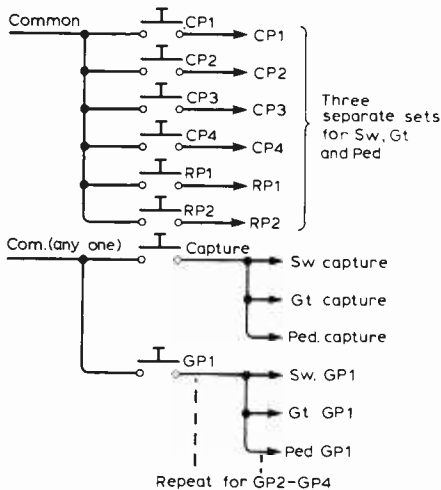 Common
CP1
CP1
CP2
CP2
CP3
CP3
CP4
CP4
RP1
RP1
RP2
RP2
Three
separate sets
for Sw, Gt
and Ped
Com.(any one)
Capture
Sw capture
Gt capture
Ped. capture
GP1
Sw. GP1
Gt GP1
Ped GP1
Repeat for GP2-GP4